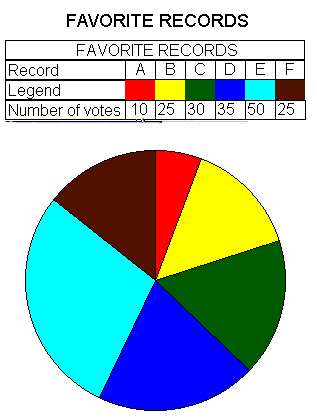 FAVORITE RECORDS
FAVORITE RECORDS
Record A B C D E F
Legend
Number of votes 10 25 30 35 50 25